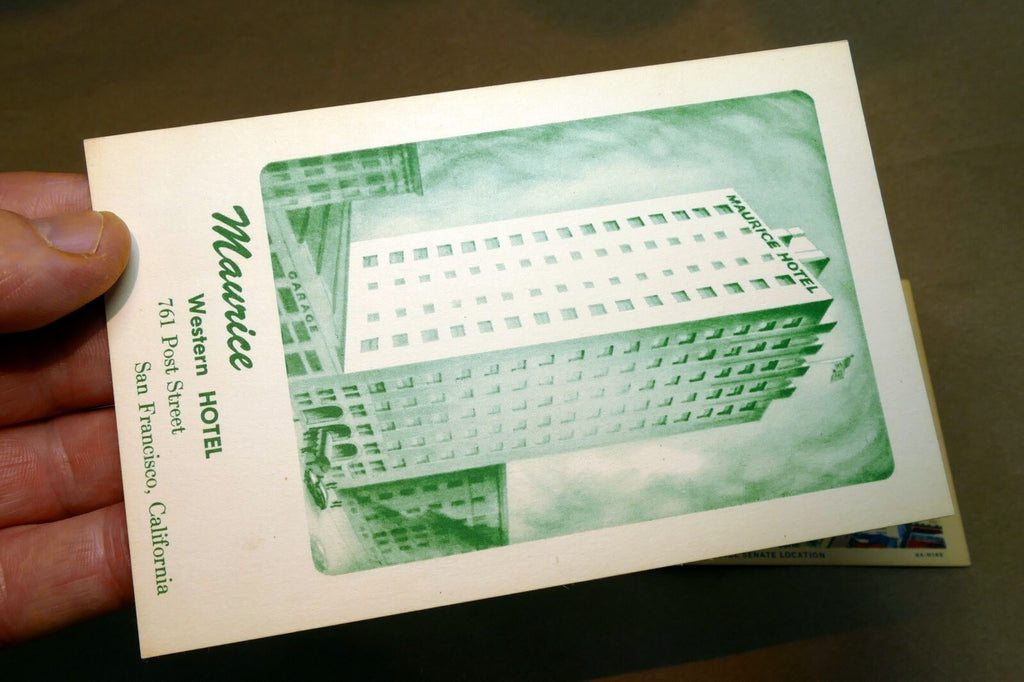 MAURICE HOTEL
GARAGE
Maurice
Western HOTEL
761 Post Street
San Francisco, California
SENATE LOCATION